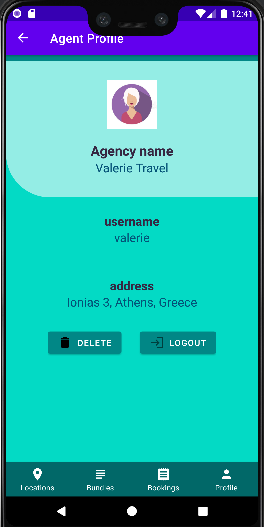 12:41
Agent Profile
Agency name
Valerie Travel
username
valerie
address
Ionias 3, Athens, Greece
DELETE LOGOUT
Locations Bundles Bookings Profile